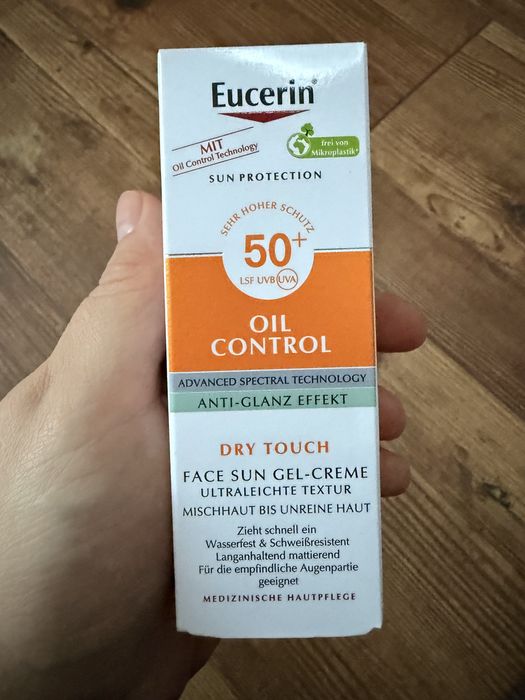 Eucerin®
MIT
Oil Control Technology
frei von
Mikroplastik*
SUN PROTECTION
SEHR HOHER SCHUTZ
50+
LSF UVB UVA
OIL
CONTROL
ADVANCED SPECTRAL TECHNOLOGY
ANTI-GLANZ EFFEKT
DRY TOUCH
FACE SUN GEL-CREME
ULTRALEICHTE TEXTUR
MISCHHAUT BIS UNREINE HAUT
Zieht schnell ein
Wasserfest & Schweißresistent
Langanhaltend mattierend
Für die empfindliche Augenpartie
geeignet
MEDIZINISCHE HAUTPFLEGE